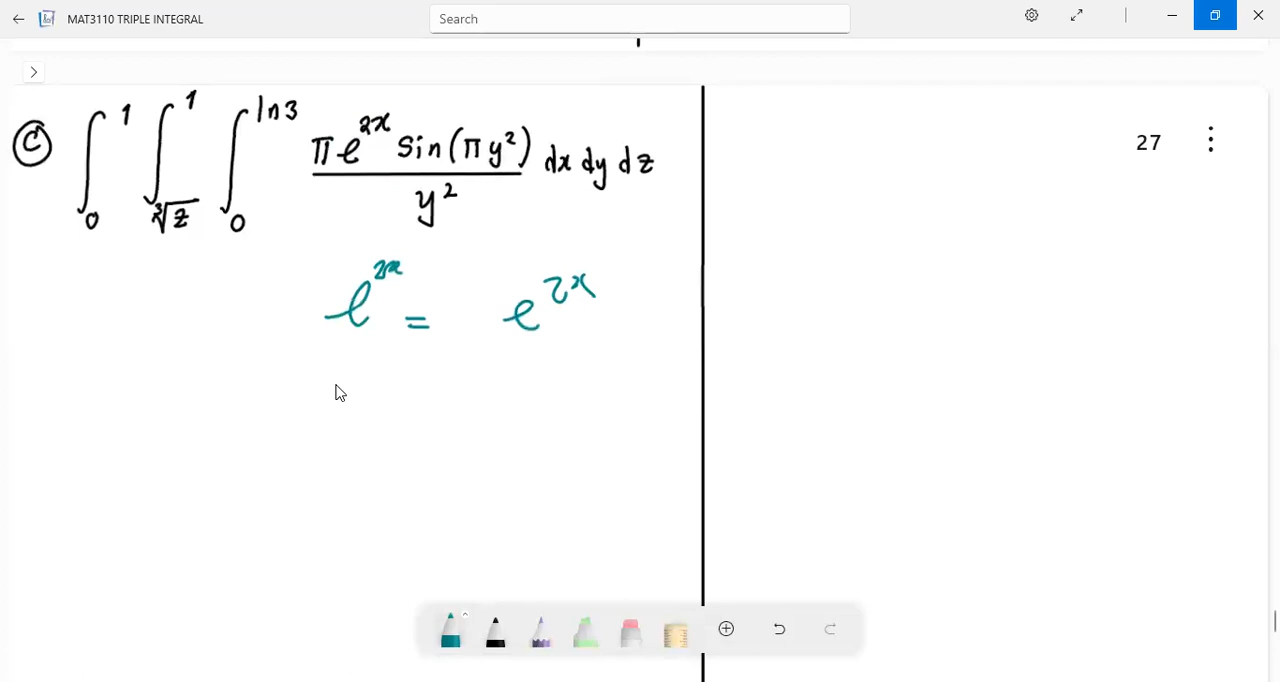 MAT3110 TRIPLE INTEGRAL
Search
27
ⓒ ∫₀¹ ∫_{∛z}¹ ∫₀^{ln3} πe^{2x} sin(πy²) / y² dx dy dz
e^{2x} = e^{2x}